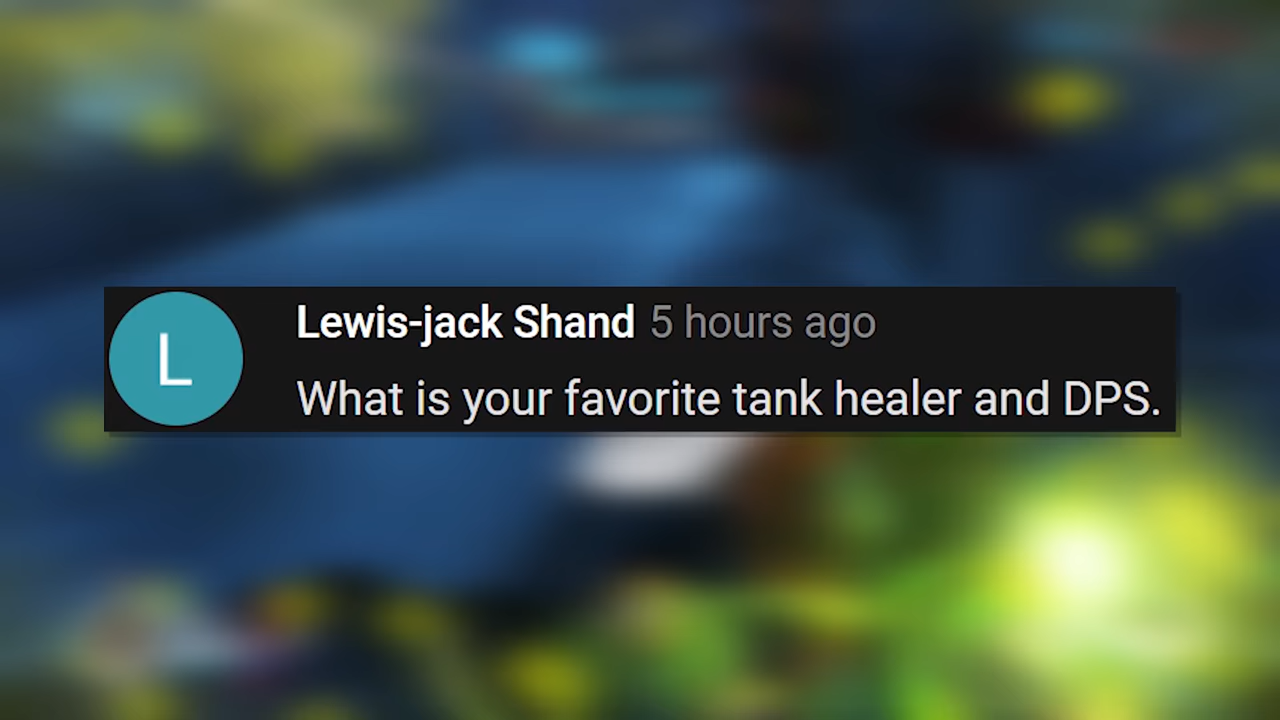 L
Lewis-jack Shand 5 hours ago
What is your favorite tank healer and DPS.